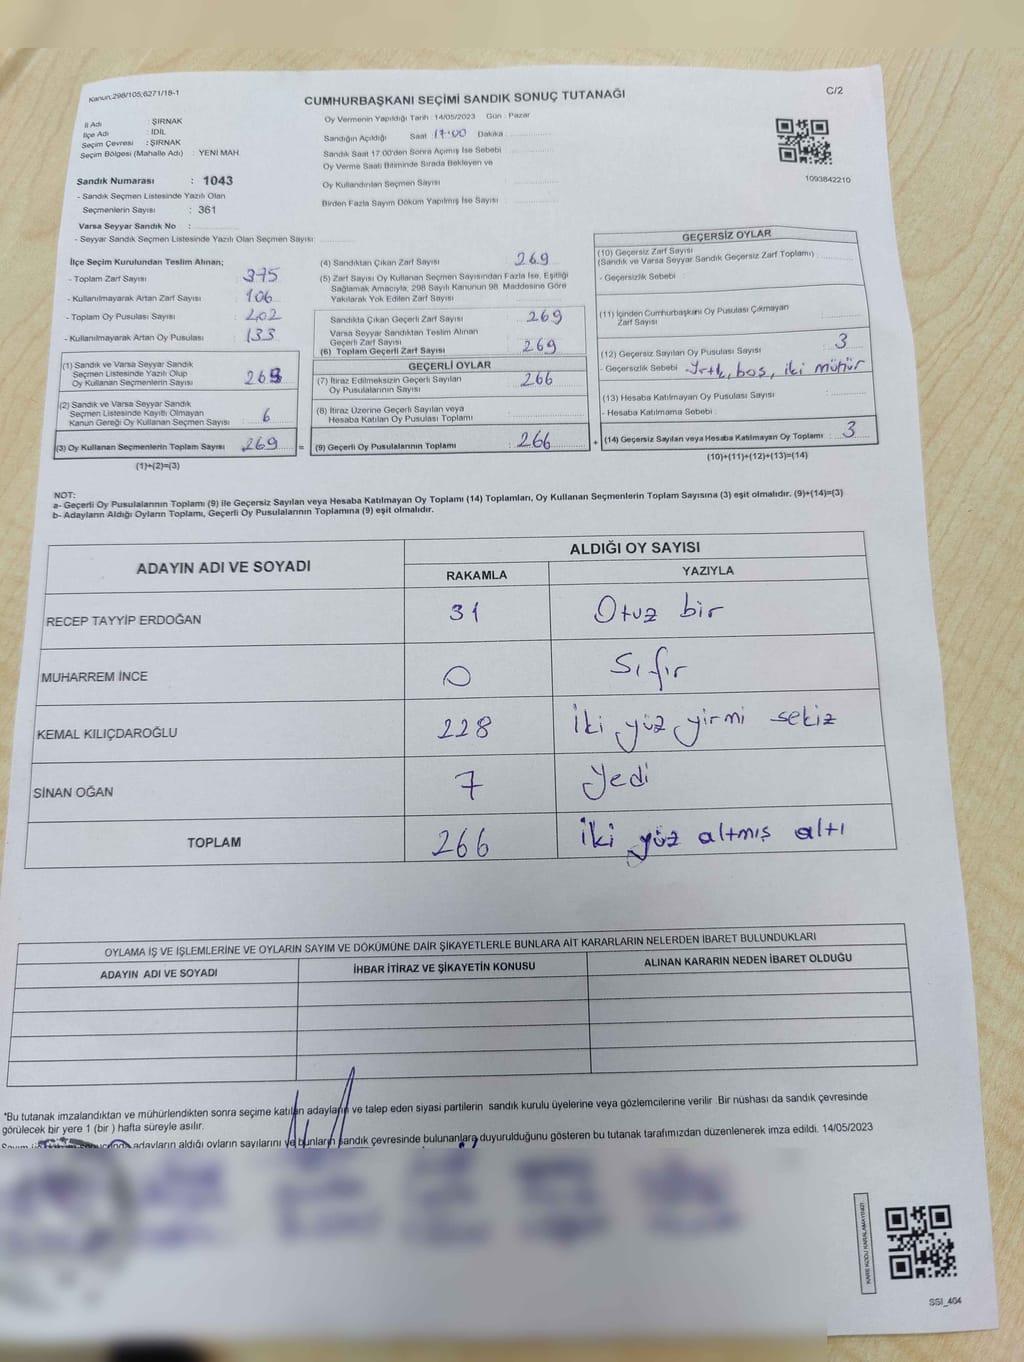 Kanun;298/105;6271/18-1
CUMHURBAŞKANI SEÇİMİ SANDIK SONUÇ TUTANAĞI
C/2
İl Adı : ŞIRNAK
İlçe Adı : İDİL
Seçim Çevresi : ŞIRNAK
Seçim Bölgesi (Mahalle Adı) : YENİ MAH.
Sandık Numarası : 1043
- Sandık Seçmen Listesinde Yazılı Olan
Seçmenlerin Sayısı : 361
Varsa Seyyar Sandık No :
- Seyyar Sandık Seçmen Listesinde Yazılı Olan Seçmen Sayısı:
Oy Vermenin Yapıldığı Tarih : 14/05/2023 Gün : Pazar
Sandığın Açıldığı Saat : 17:00 Dakika :
Sandık Saat 17.00'den Sonra Açımış İse Sebebi :
Oy Verme Saati Bitiminde Sırada Bekleyen ve
Oy Kullandırılan Seçmen Sayısı :
Birden Fazla Sayım Döküm Yapılmış İse Sayısı :
1093842210
İlçe Seçim Kurulundan Teslim Alınan;
- Toplam Zarf Sayısı : 375
- Kullanılmayarak Artan Zarf Sayısı : 106
- Toplam Oy Pusulası Sayısı : 402
- Kullanılmayarak Artan Oy Pusulası : 133
(1) Sandık ve Varsa Seyyar Sandık
Seçmen Listesinde Yazılı Olup
Oy Kullanan Seçmenlerin Sayısı : 263
(2) Sandık ve Varsa Seyyar Sandık
Seçmen Listesinde Kayıtlı Olmayan
Kanun Gereği Oy Kullanan Seçmen Sayısı : 6
(3) Oy Kullanan Seçmenlerin Toplam Sayısı : 269 =
(1)+(2)=(3)
(4) Sandıktan Çıkan Zarf Sayısı : 269
(5) Zarf Sayısı Oy Kullanan Seçmen Sayısından Fazla İse, Eşitliği
Sağlamak Amacıyla, 298 Sayılı Kanunun 98. Maddesine Göre
Yakılarak Yok Edilen Zarf Sayısı :
Sandıkta Çıkan Geçerli Zarf Sayısı : 269
Varsa Seyyar Sandıktan Teslim Alınan
Geçerli Zarf Sayısı :
(6) Toplam Geçerli Zarf Sayısı : 269
GEÇERLİ OYLAR
(7) İtiraz Edilmeksizin Geçerli Sayılan
Oy Pusulalarının Sayısı : 266
(8) İtiraz Üzerine Geçerli Sayılan veya
Hesaba Katılan Oy Pusulası Toplamı :
(9) Geçerli Oy Pusulalarının Toplamı : 266 +
GEÇERSİZ OYLAR
(10) Geçersiz Zarf Sayısı
(Sandık ve Varsa Seyyar Sandık Geçersiz Zarf Toplamı) :
- Geçersizlik Sebebi :
(11) İçinden Cumhurbaşkanı Oy Pusulası Çıkmayan
Zarf Sayısı :
(12) Geçersiz Sayılan Oy Pusulası Sayısı : 3
- Geçersizlik Sebebi : Yırtık, boş, iki mühür
(13) Hesaba Katılmayan Oy Pusulası Sayısı :
- Hesaba Katılmama Sebebi :
(14) Geçersiz Sayılan veya Hesaba Katılmayan Oy Toplamı : 3
(10)+(11)+(12)+(13)=(14)
NOT:
a- Geçerli Oy Pusulalarının Toplamı (9) ile Geçersiz Sayılan veya Hesaba Katılmayan Oy Toplamı (14) Toplamları, Oy Kullanan Seçmenlerin Toplam Sayısına (3) eşit olmalıdır. (9)+(14)=(3)
b- Adayların Aldığı Oyların Toplamı, Geçerli Oy Pusulalarının Toplamına (9) eşit olmalıdır.
ADAYIN ADI VE SOYADI
ALDIĞI OY SAYISI
RAKAMLA YAZIYLA
RECEP TAYYİP ERDOĞAN 31 Otuz bir
MUHARREM İNCE 0 Sıfır
KEMAL KILIÇDAROĞLU 228 iki yüz yirmi sekiz
SİNAN OĞAN 7 Yedi
TOPLAM 266 iki yüz altmış altı
OYLAMA İŞ VE İŞLEMLERİNE VE OYLARIN SAYIM VE DÖKÜMÜNE DAİR ŞİKAYETLERLE BUNLARA AİT KARARLARIN NELERDEN İBARET BULUNDUKLARI
ADAYIN ADI VE SOYADI İHBAR İTİRAZ VE ŞİKAYETİN KONUSU ALINAN KARARIN NEDEN İBARET OLDUĞU
*Bu tutanak imzalandıktan ve mühürlendikten sonra seçime katılan adayların ve talep eden siyasi partilerin sandık kurulu üyelerine veya gözlemcilerine verilir. Bir nüshası da sandık çevresinde
görülecek bir yere 1 (bir ) hafta süreyle asılır.
adayların aldığı oyların sayılarını ve bunların sandık çevresinde bulunanlara duyurulduğunu gösteren bu tutanak tarafımızdan düzenlenerek imza edildi. 14/05/2023
KARE KODU KARALAMAYINIZ!
SSI_464